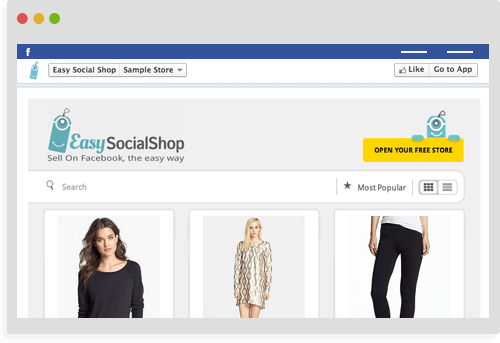 f
Easy Social Shop Sample Store
Like Go to App
EasySocialShop
Sell On Facebook, the easy way
OPEN YOUR FREE STORE
Search
Most Popular